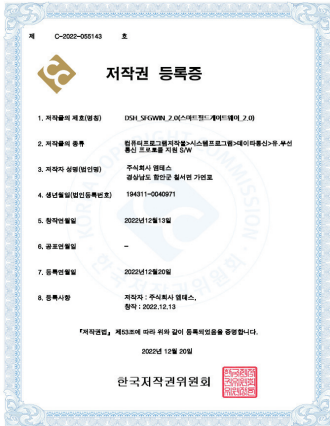 제 C-2022-055143 호
저작권 등록증
1. 저작물의 제호(명칭) DSH_SFGWIN_2.0(스마트필드게이트웨이_2.0)
2. 저작물의 종류 컴퓨터프로그램저작물>시스템프로그램>데이타통신>유.무선
통신 프로토콜 지원 S/W
3. 저작자 성명(법인명) 주식회사 엠테스
경상남도 함안군 칠서면 가연로
4. 생년월일(법인등록번호) 194311-0040971
5. 창작연월일 2022년12월13일
6. 공표연월일 -
7. 등록연월일 2022년12월20일
8. 등록사항 저작자 : 주식회사 엠테스,
창작 : 2022.12.13
『저작권법』 제53조에 따라 위와 같이 등록되었음을 증명합니다.
2022년 12월 20일
한국저작권위원회